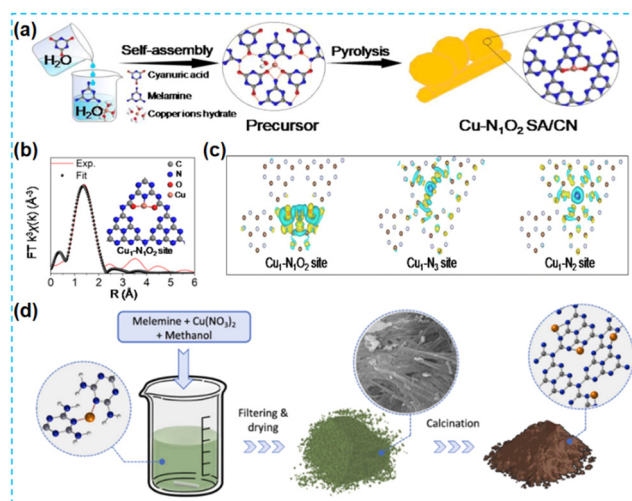 (a)
H₂O
H₂O
Self-assembly
Cyanuric acid
Melamine
Copper ions hydrate
Precursor
Pyrolysis
Cu-N₁O₂ SA/CN
(b)
Exp.
Fit
C
N
O
Cu
Cu₁-N₁O₂ site
FT k³χ(k) (Å⁻³)
0 1 2 3 4 5 6
R (Å)
(c)
Cu₁-N₁O₂ site
Cu₁-N₃ site
Cu₁-N₂ site
(d)
Melemine + Cu(NO₃)₂
+ Methanol
Filtering &
drying
Calcination